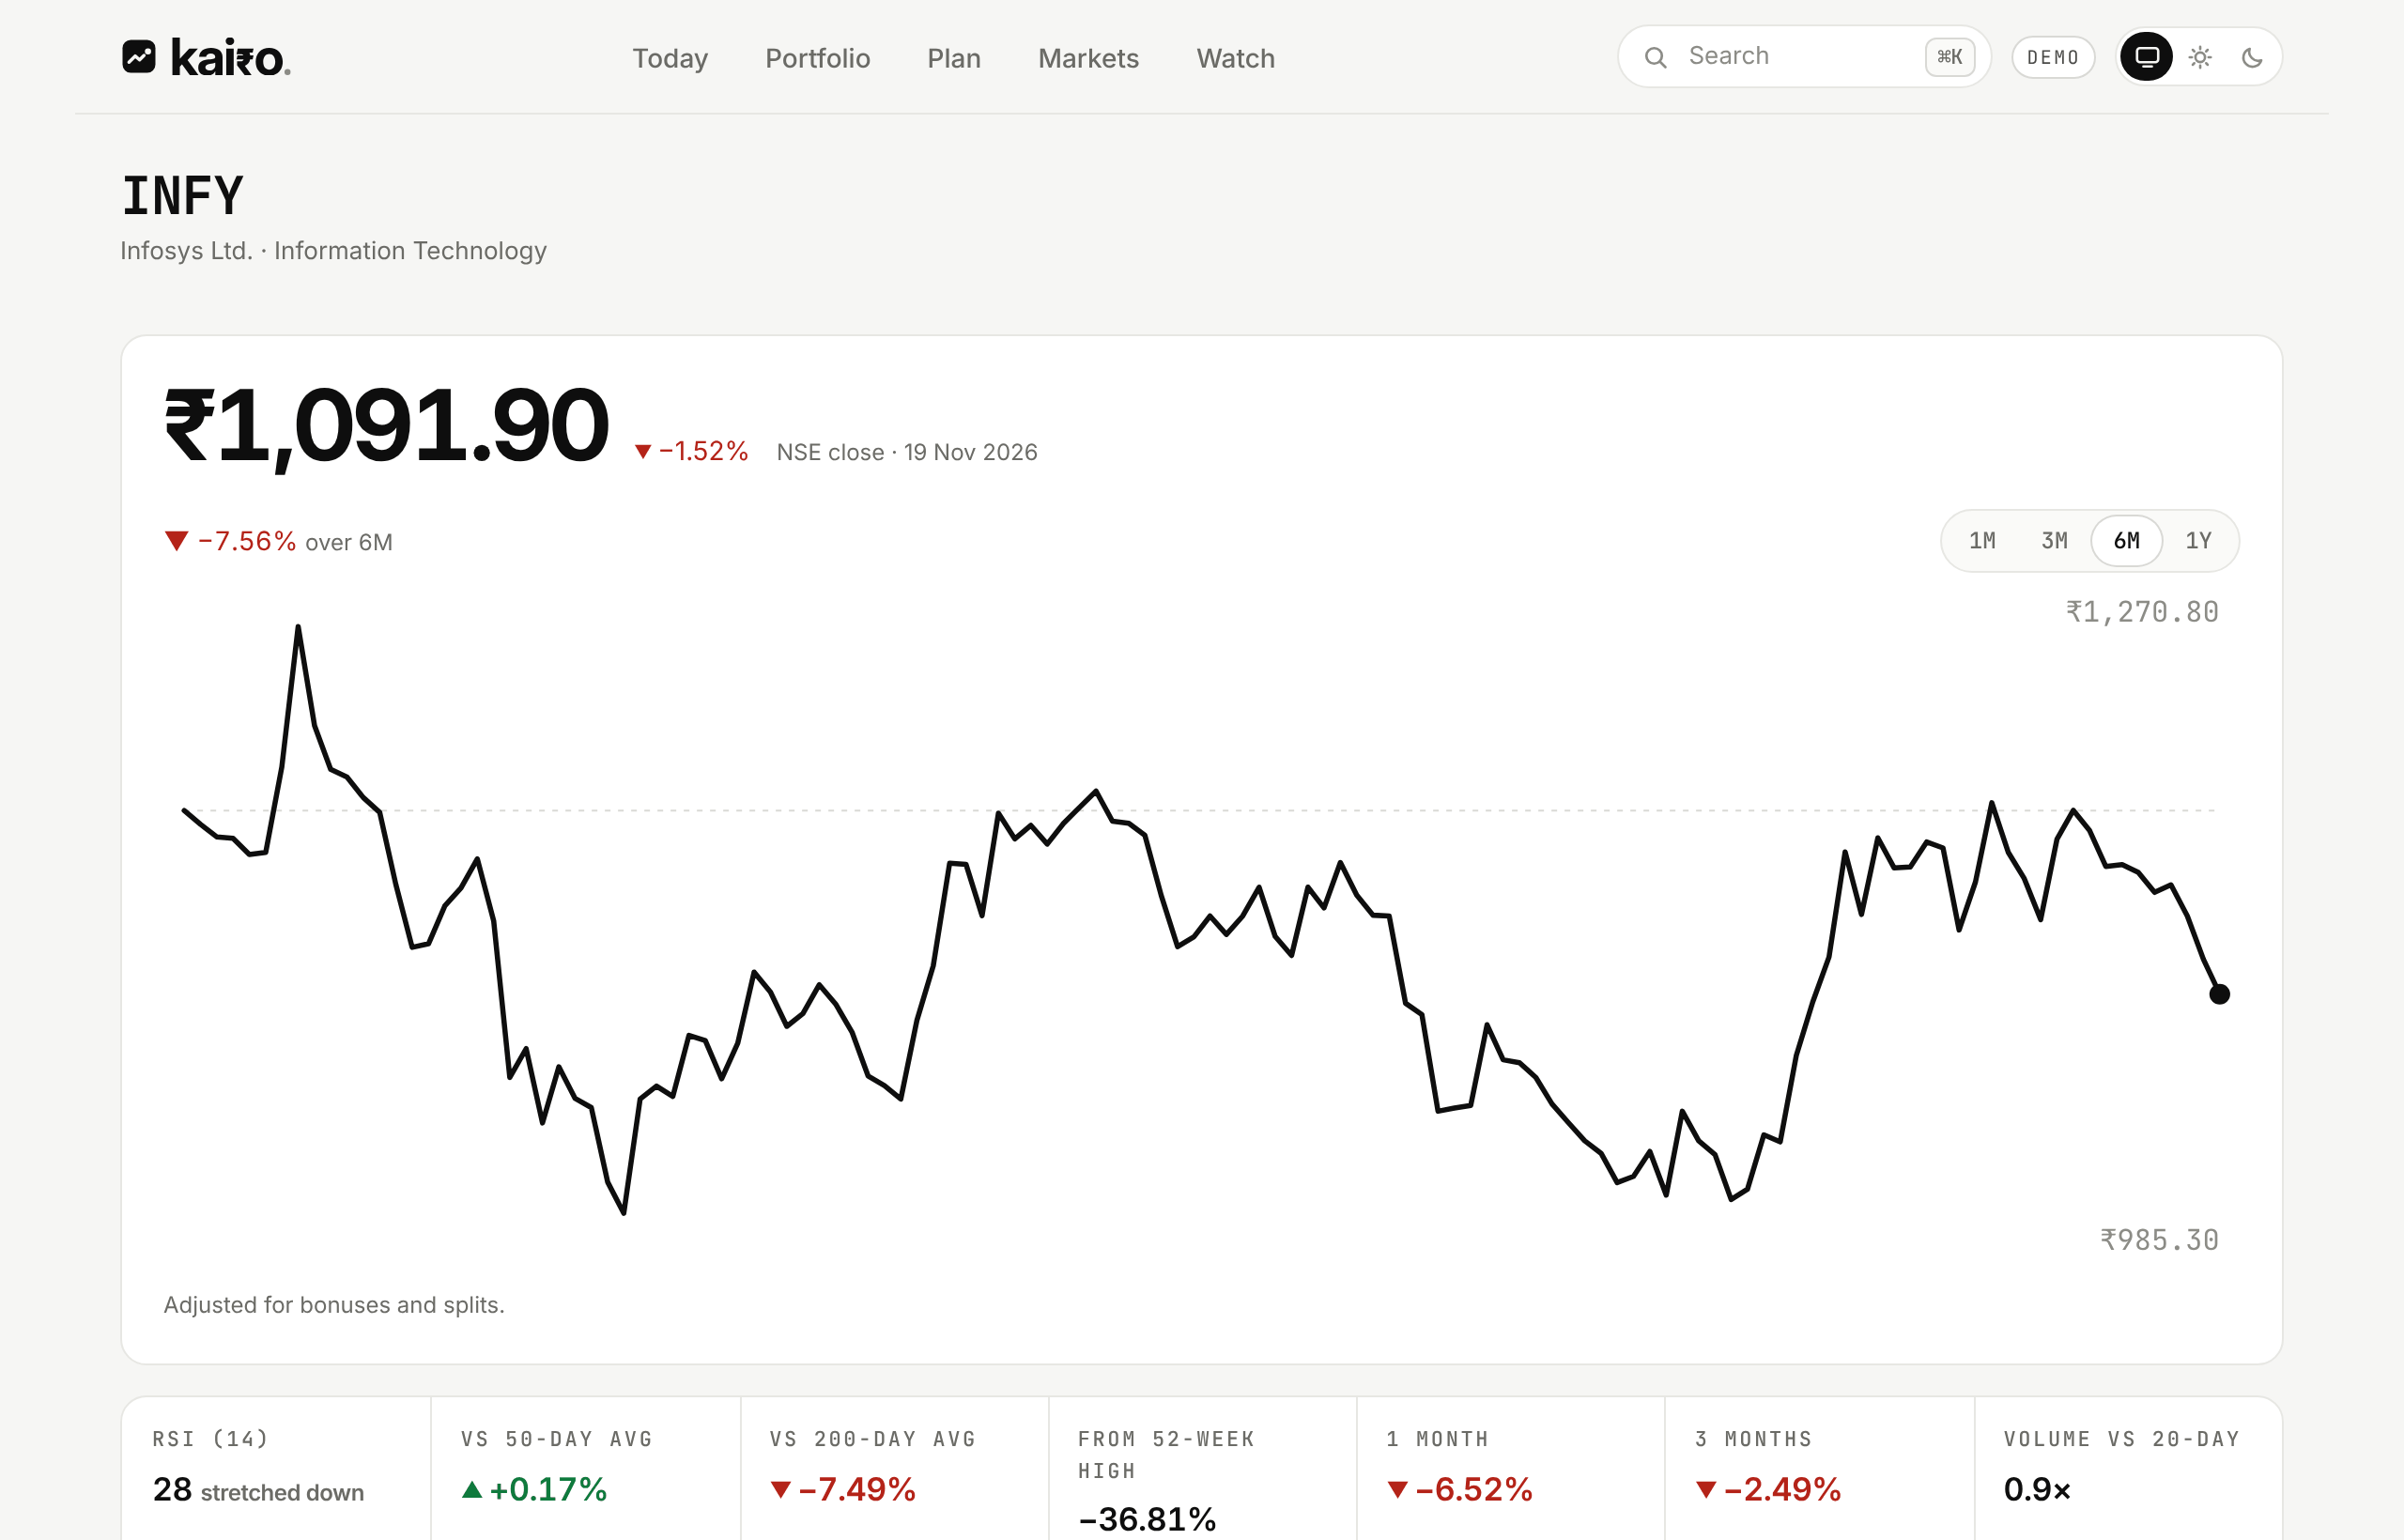 kai₹o.
Today Portfolio Plan Markets Watch
Search ⌘K
DEMO
INFY
Infosys Ltd. · Information Technology
₹1,091.90 ▼ −1.52% NSE close · 19 Nov 2026
▼ −7.56% over 6M
1M 3M 6M 1Y
₹1,270.80
₹985.30
Adjusted for bonuses and splits.
RSI (14)
28 stretched down
VS 50-DAY AVG
▲ +0.17%
VS 200-DAY AVG
▼ −7.49%
FROM 52-WEEK
HIGH
−36.81%
1 MONTH
▼ −6.52%
3 MONTHS
▼ −2.49%
VOLUME VS 20-DAY
0.9×